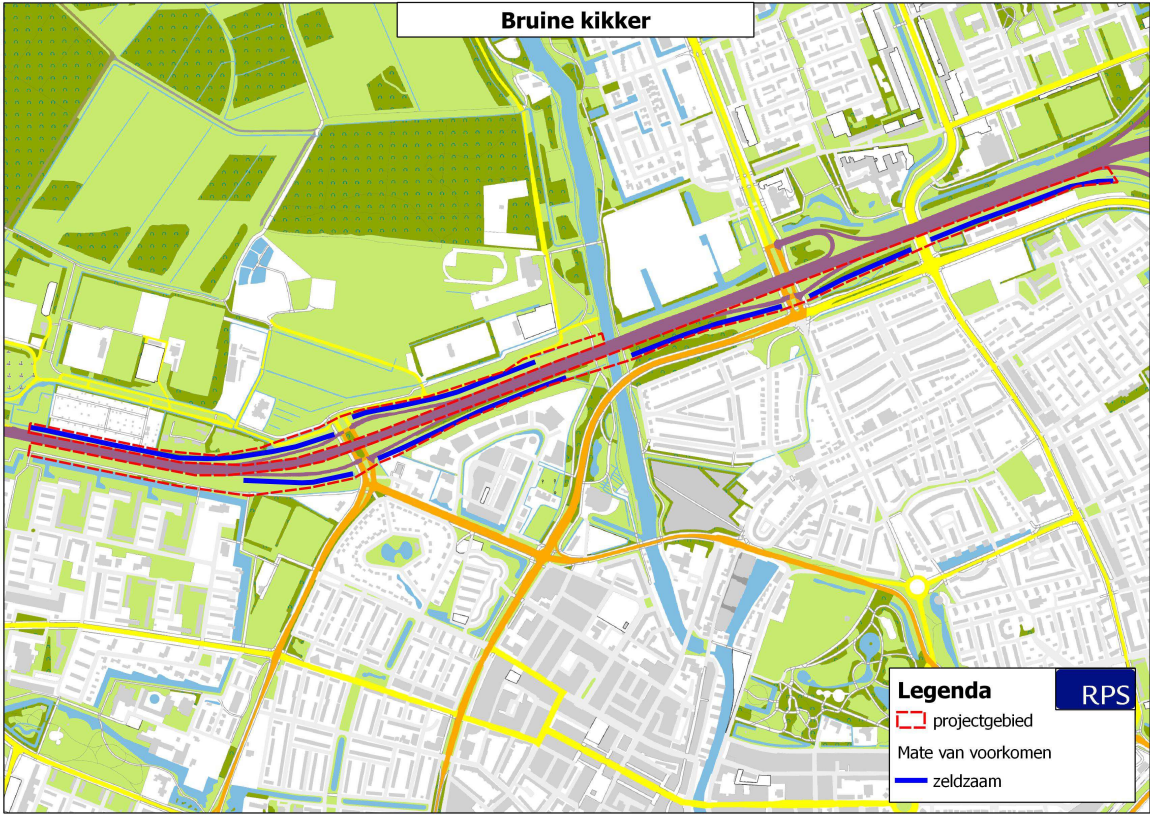 Bruine kikker
Legenda
RPS
projectgebied
Mate van voorkomen
zeldzaam